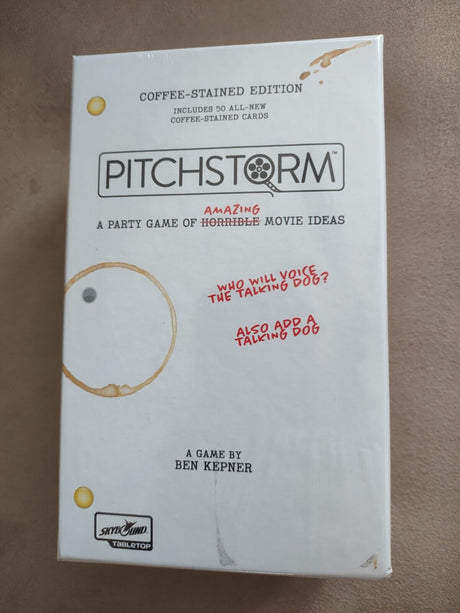 COFFEE-STAINED EDITION
INCLUDES 50 ALL-NEW
COFFEE-STAINED CARDS
PITCHSTORM™
AMAZING
A PARTY GAME OF HORRIBLE MOVIE IDEAS
WHO WILL VOICE
THE TALKING DOG?
ALSO ADD A
TALKING DOG
A GAME BY
BEN KEPNER
SKYBOUND
TABLETOP